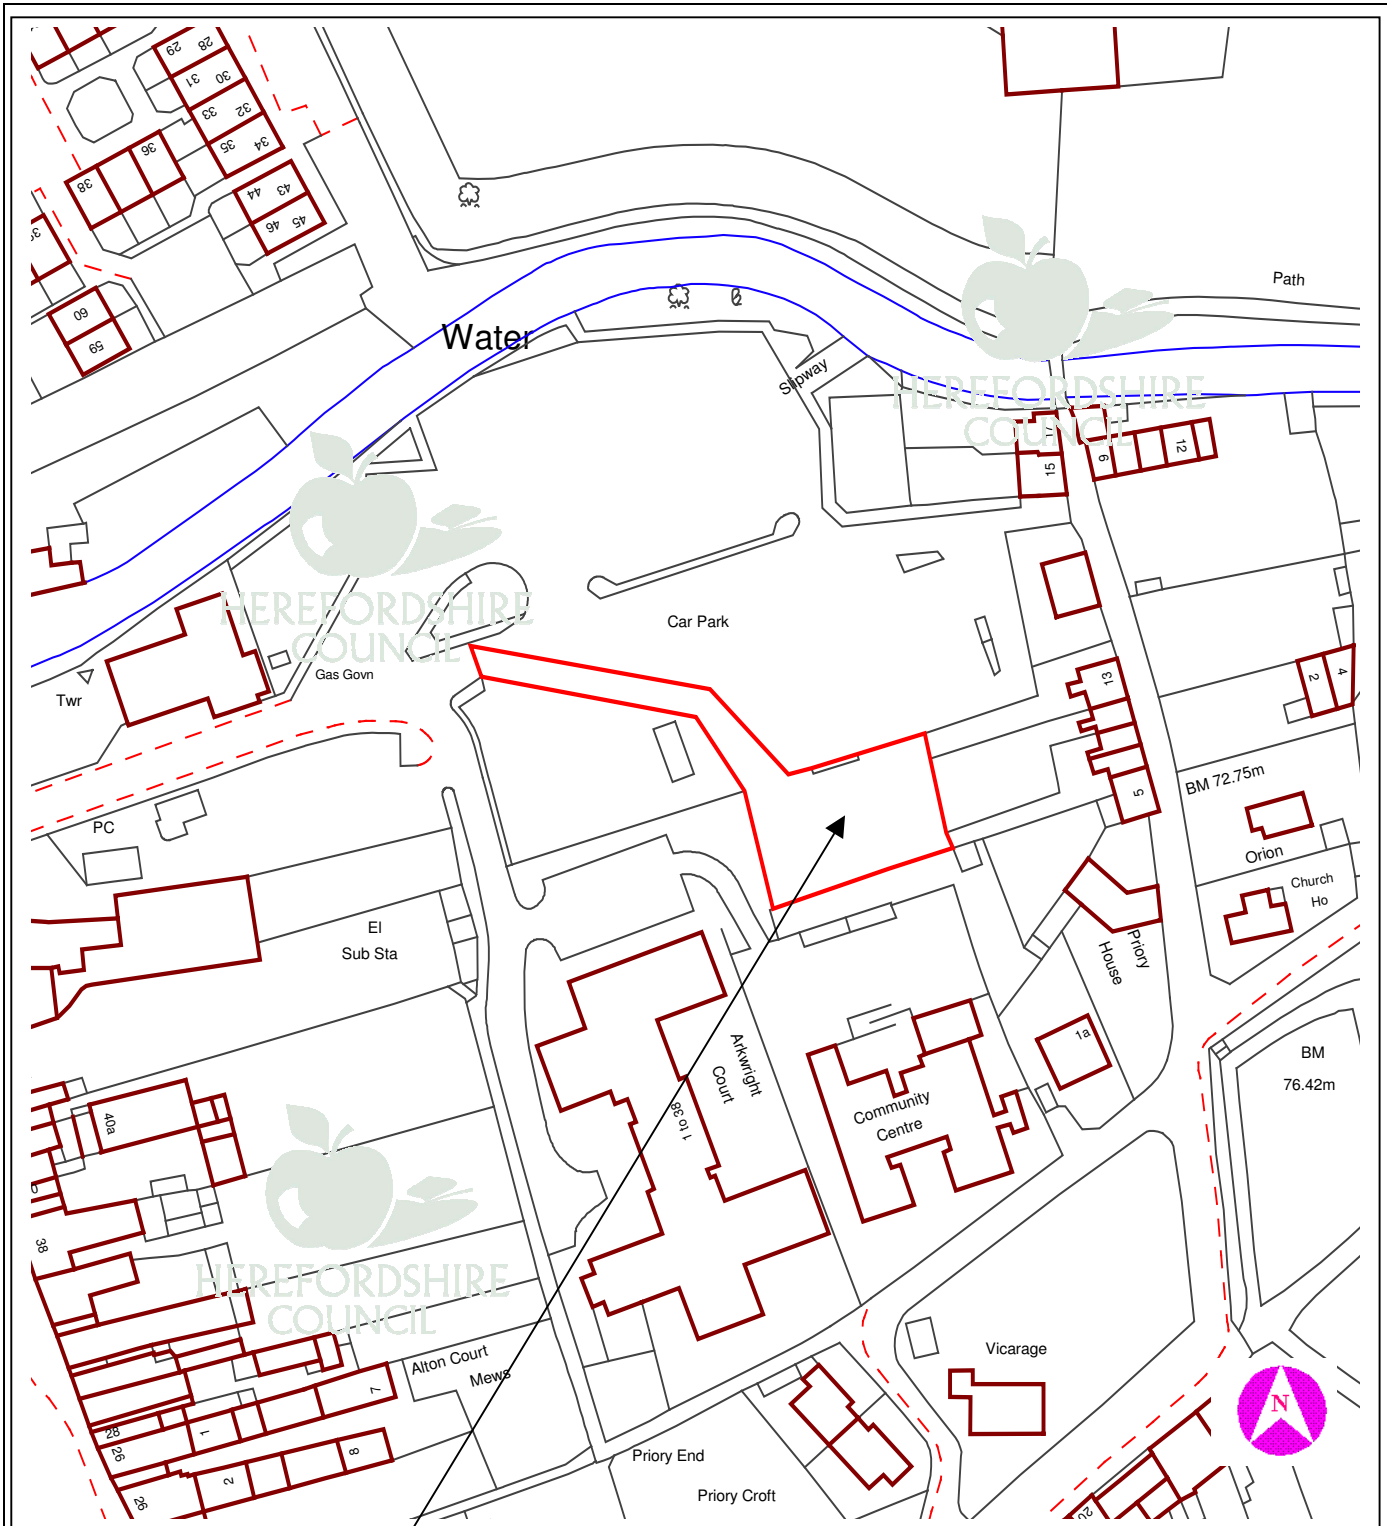 29 28
31 30
33 32
35 34
36
38
44 43
46 45
60
59
Water
Path
Slipway
HEREFORDSHIRE
COUNCIL
15
9
12
HEREFORDSHIRE
COUNCIL
Car Park
Gas Govn
Twr
13
2
4
5
BM 72.75m
PC
Orion
Church
Ho
El
Sub Sta
Priory
House
1a
BM
76.42m
Arkwright
Court
1 to 38
Community
Centre
40a
38
HEREFORDSHIRE
COUNCIL
Alton Court
Mews
7
1
28
26
2
8
26
Vicarage
N
Priory End
Priory Croft
20